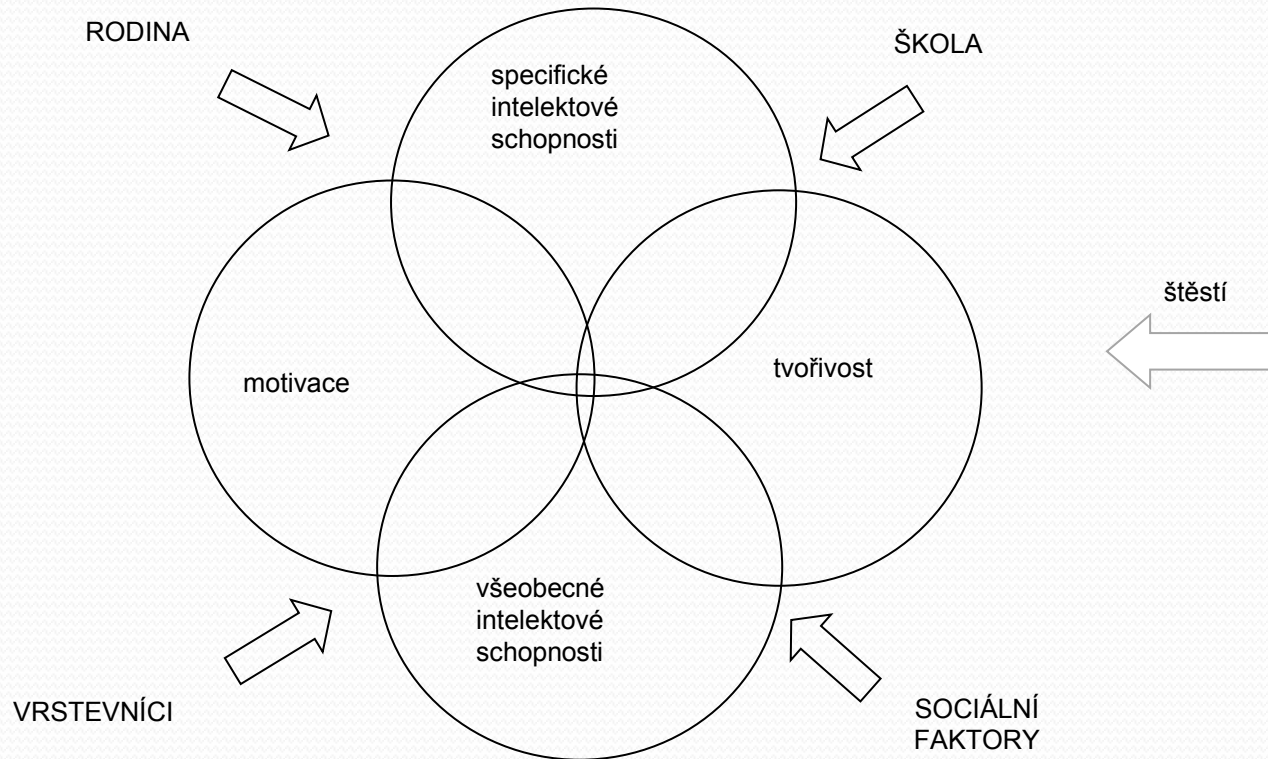 RODINA
ŠKOLA
specifické
intelektové
schopnosti
štěstí
motivace
tvořivost
všeobecné
intelektové
schopnosti
VRSTEVNÍCI
SOCIÁLNÍ
FAKTORY